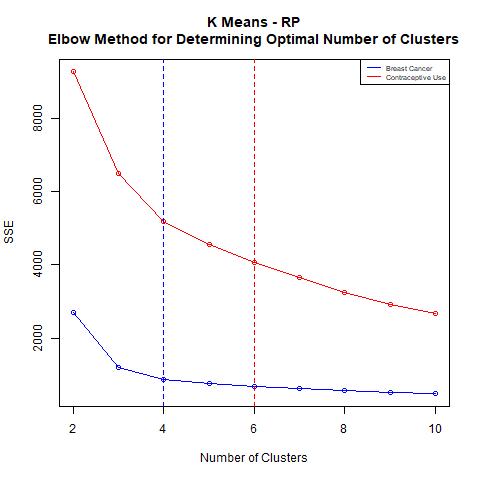 K Means - RP
Elbow Method for Determining Optimal Number of Clusters
Breast Cancer
Contraceptive Use
8000
6000
4000
2000
SSE
2 4 6 8 10
Number of Clusters